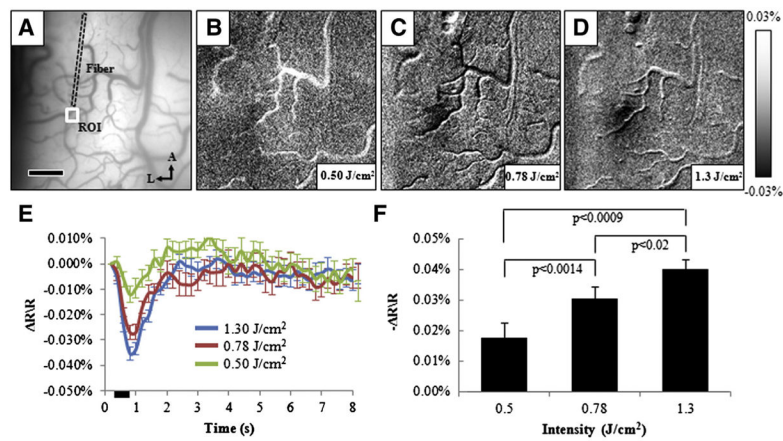 A
Fiber
ROI
A
L
B
0.50 J/cm²
C
0.78 J/cm²
D
1.3 J/cm²
0.03%
-0.03%
E
0.010%
0.000%
-0.010%
-0.020%
-0.030%
-0.040%
-0.050%
ΔR\R
1.30 J/cm²
0.78 J/cm²
0.50 J/cm²
0 1 2 3 4 5 6 7 8
Time (s)
F
p<0.0009
p<0.02
p<0.0014
0.05%
0.04%
0.03%
0.02%
0.01%
0.00%
-ΔR\R
0.5 0.78 1.3
Intensity (J/cm²)